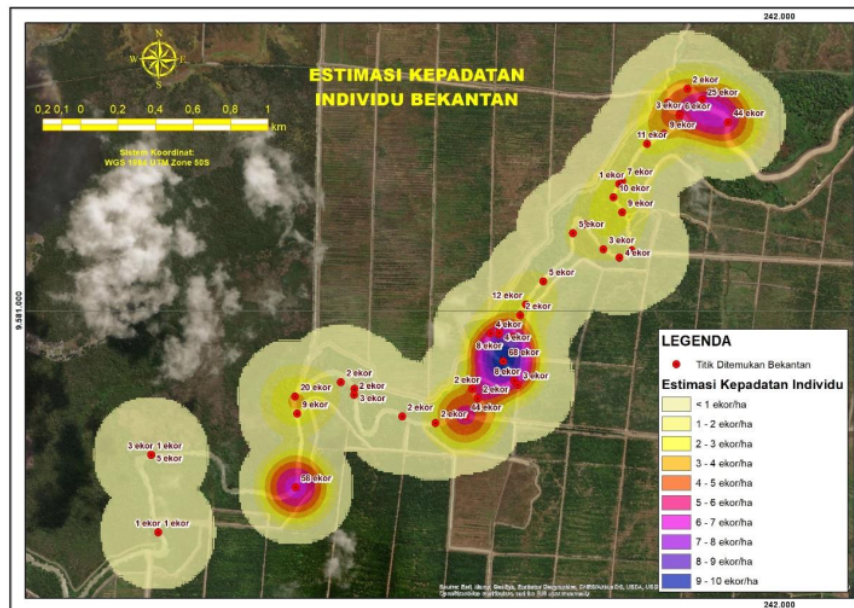 242.000
N
W E
S
ESTIMASI KEPADATAN
INDIVIDU BEKANTAN
0,2 0,1 0 0,2 0,4 0,6 0,8 1
km
Sistem Koordinat:
WGS 1984 UTM Zone 50S
2 ekor
25 ekor
3 ekor
6 ekor
44 ekor
9 ekor
11 ekor
7 ekor
1 ekor
10 ekor
9 ekor
5 ekor
3 ekor
4 ekor
5 ekor
12 ekor
2 ekor
4 ekor
4 ekor
8 ekor
68 ekor
8 ekor
3 ekor
2 ekor
2 ekor
2 ekor
2 ekor
20 ekor
3 ekor
9 ekor
2 ekor
2 ekor
64 ekor
3 ekor 1 ekor
5 ekor
58 ekor
1 ekor 1 ekor
9.581.000
LEGENDA
Titik Ditemukan Bekantan
Estimasi Kepadatan Individu
< 1 ekor/ha
1 - 2 ekor/ha
2 - 3 ekor/ha
3 - 4 ekor/ha
4 - 5 ekor/ha
5 - 6 ekor/ha
6 - 7 ekor/ha
7 - 8 ekor/ha
8 - 9 ekor/ha
9 - 10 ekor/ha
242.000